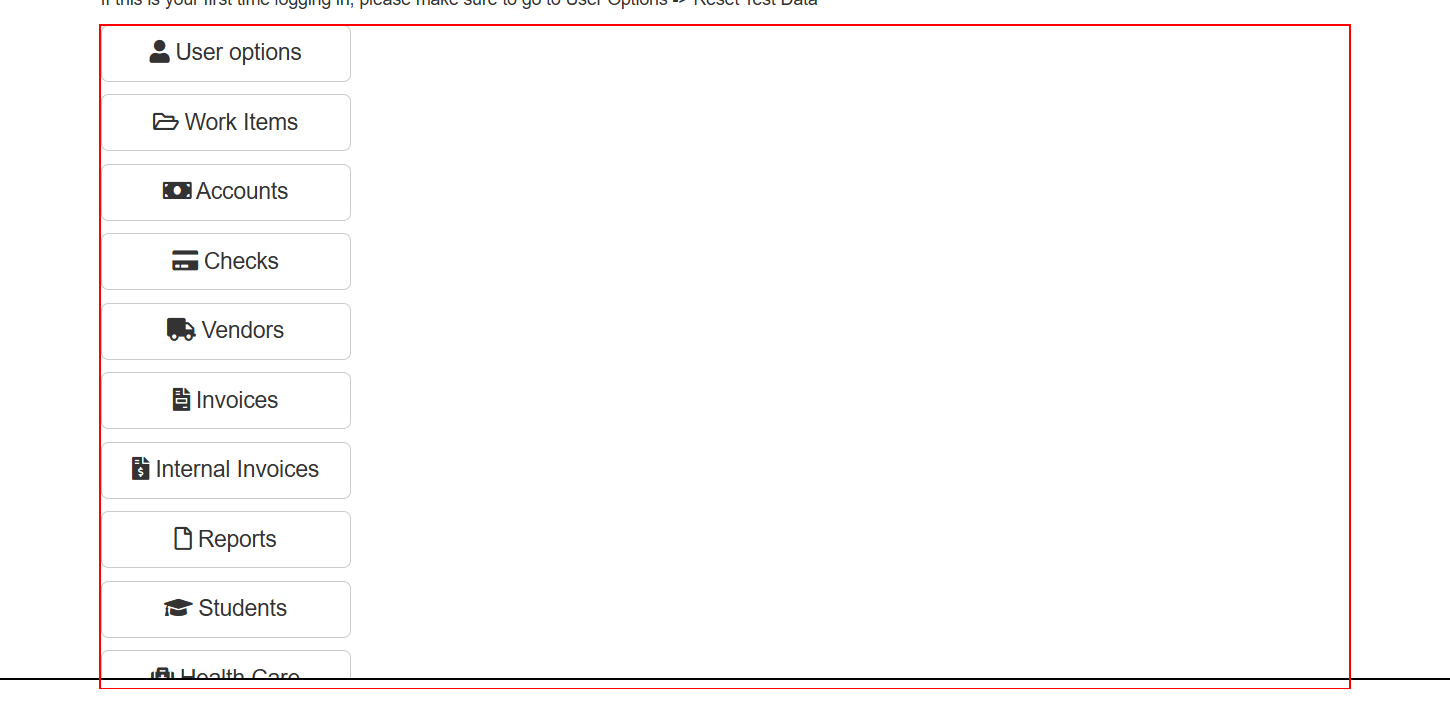 If this is your first time logging in, please make sure to go to User Options -> Reset Test Data
User options
Work Items
Accounts
Checks
Vendors
Invoices
Internal Invoices
Reports
Students
Health Care